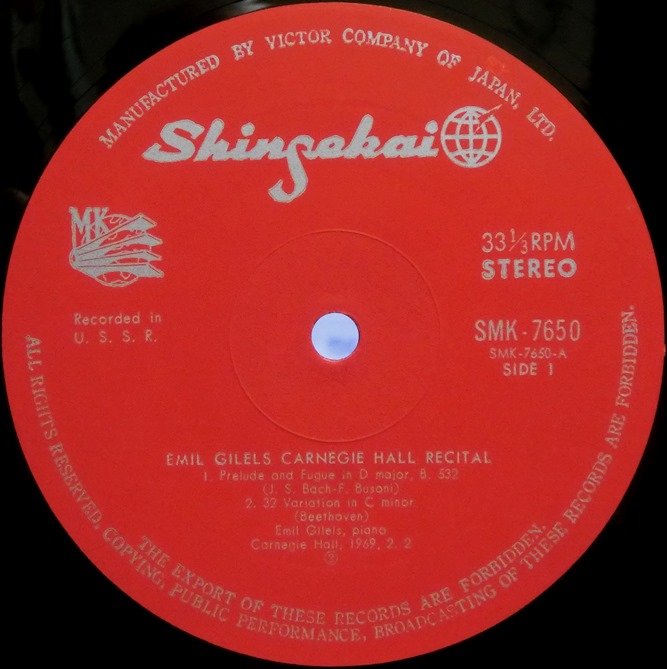 MANUFACTURED BY VICTOR COMPANY OF JAPAN, LTD.
Shinsekai
MK
33⅓RPM
STEREO
Recorded in
U. S. S. R.
SMK-7650
SMK-7650-A
SIDE 1
EMIL GILELS CARNEGIE HALL RECITAL
1. Prelude and Fugue in D major, B. 532
(J. S. Bach-F. Busoni)
2. 32 Variation in C minor
(Beethoven)
Emil Gilels, piano
Carnegie Hall, 1969, 2. 2
Ⓟ
THE EXPORT OF THESE RECORDS ARE FORBIDDEN.
ALL RIGHTS RESERVED. COPYING, PUBLIC PERFORMANCE, BROADCASTING OF THESE RECORDS ARE FORBIDDEN.